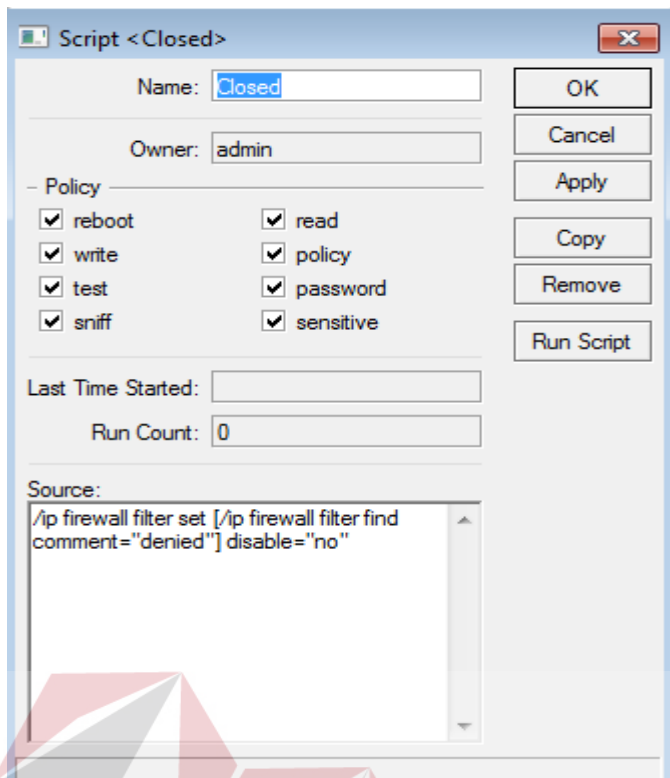 Script <Closed>
Name: Closed
OK
Owner: admin
Cancel
Policy
Apply
reboot read
write policy
Copy
test password
Remove
sniff sensitive
Run Script
Last Time Started:
Run Count: 0
Source:
/ip firewall filter set [/ip firewall filter find
comment="denied"] disable="no"